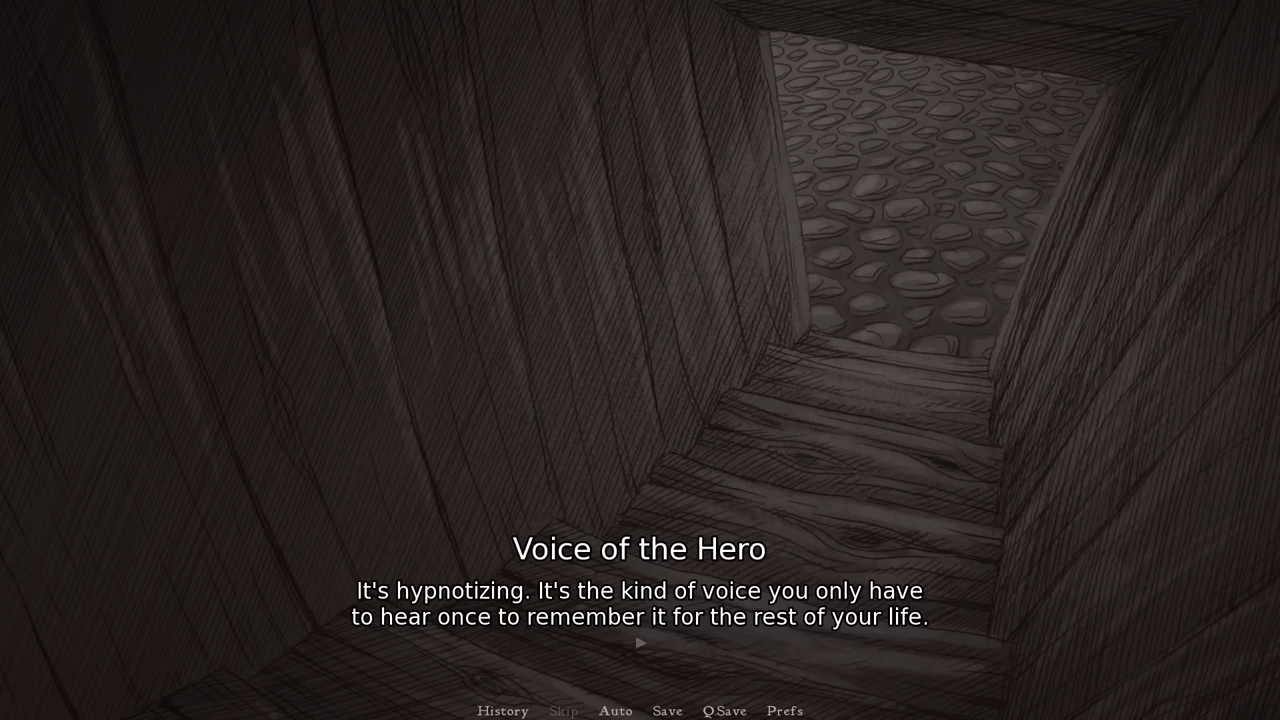 Voice of the Hero
It's hypnotizing. It's the kind of voice you only have
to hear once to remember it for the rest of your life.
History Skip Auto Save Q.Save Prefs